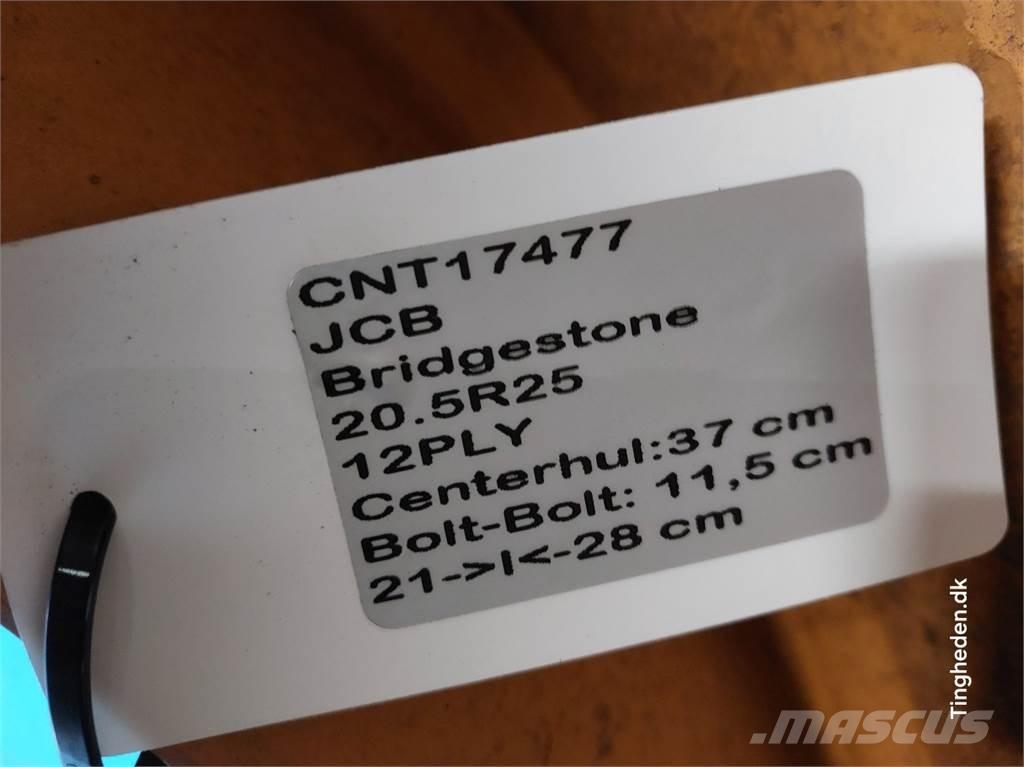 CNT17477
JCB
Bridgestone
20.5R25
12PLY
Centerhul:37 cm
Bolt-Bolt: 11,5 cm
21->I<-28 cm
Tingheden.dk
.MASCUS